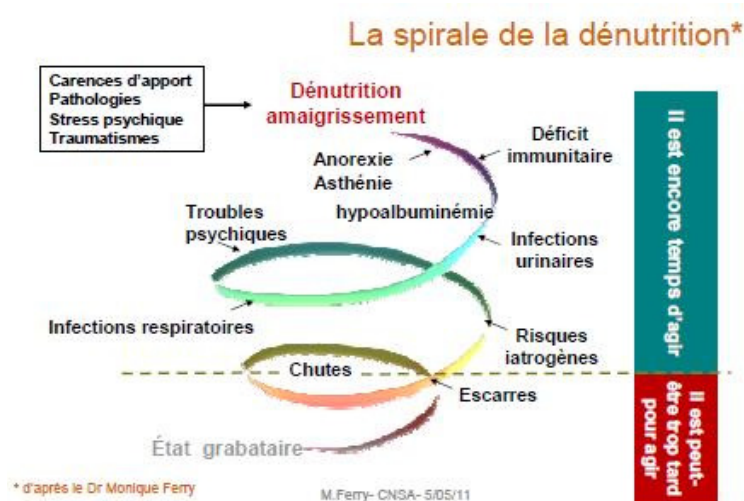 La spirale de la dénutrition*
Carences d'apport
Pathologies
Stress psychique
Traumatismes
Dénutrition
amaigrissement
Déficit
immunitaire
Anorexie
Asthénie
hypoalbuminémie
Troubles
psychiques
Infections
urinaires
Infections respiratoires
Risques
iatrogènes
Chutes
Escarres
État grabataire
Il est encore temps d'agir
Il est peut-
être trop tard
pour agir
* d'après le Dr Monique Ferry
M.Ferry- CNSA- 5/05/11